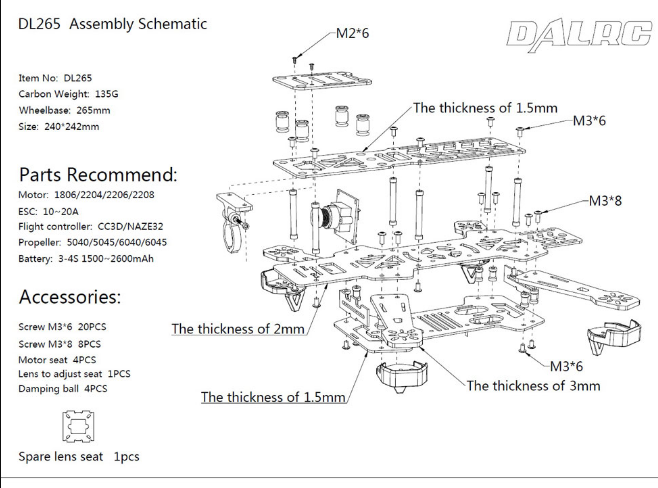 DL265 Assembly Schematic
DALRC
M2*6
Item No: DL265
Carbon Weight: 135G
Wheelbase: 265mm
Size: 240*242mm
The thickness of 1.5mm
M3*6
Parts Recommend:
Motor: 1806/2204/2206/2208
ESC: 10~20A
Flight controller: CC3D/NAZE32
Propeller: 5040/5045/6040/6045
Battery: 3-4S 1500~2600mAh
M3*8
Accessories:
Screw M3*6 20PCS
Screw M3*8 8PCS
Motor seat 4PCS
Lens to adjust seat 1PCS
Damping ball 4PCS
The thickness of 2mm
M3*6
The thickness of 3mm
The thickness of 1.5mm
Spare lens seat 1pcs